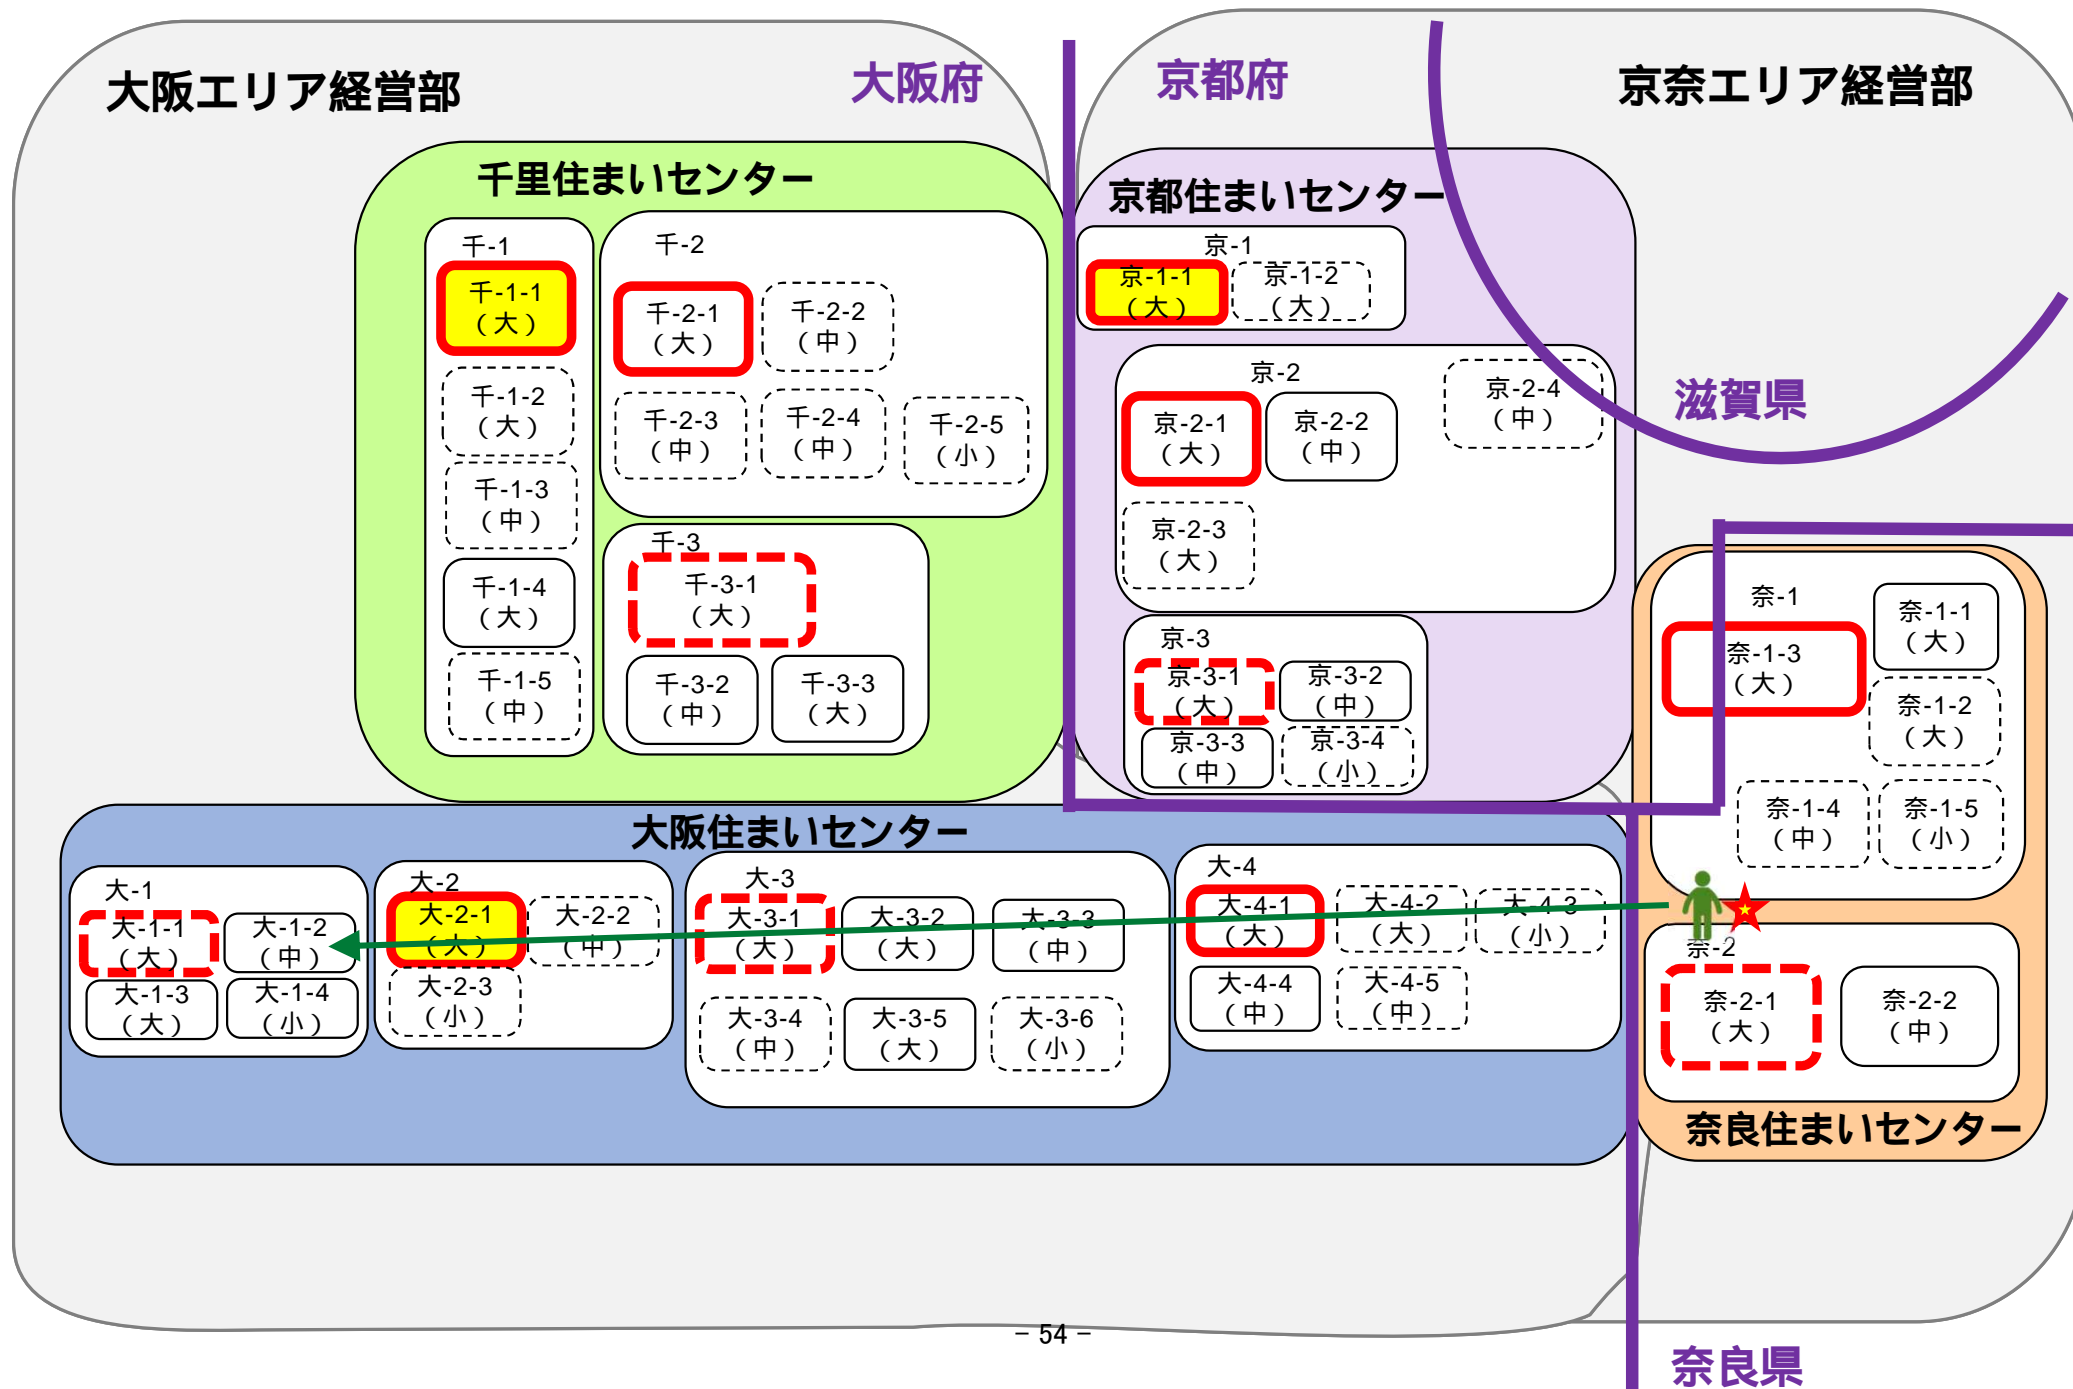 大阪エリア経営部
大阪府
京都府
京奈エリア経営部
千里住まいセンター
千-1
千-1-1
（大）
千-1-2
（大）
千-1-3
（中）
千-1-4
（大）
千-1-5
（中）
千-2
千-2-1
（大）
千-2-2
（中）
千-2-3
（中）
千-2-4
（中）
千-2-5
（小）
千-3
千-3-1
（大）
千-3-2
（中）
千-3-3
（大）
京都住まいセンター
京-1
京-1-1
（大）
京-1-2
（大）
京-2
京-2-1
（大）
京-2-2
（中）
京-2-4
（中）
京-2-3
（大）
京-3
京-3-1
（大）
京-3-2
（中）
京-3-3
（中）
京-3-4
（小）
滋賀県
奈-1
奈-1-1
（大）
奈-1-3
（大）
奈-1-2
（大）
奈-1-4
（中）
奈-1-5
（小）
奈-2
奈-2-1
（大）
奈-2-2
（中）
奈良住まいセンター
大阪住まいセンター
大-1
大-1-1
（大）
大-1-2
（中）
大-1-3
（大）
大-1-4
（小）
大-2
大-2-1
（大）
大-2-2
（中）
大-2-3
（小）
大-3
大-3-1
（大）
大-3-2
（大）
大-3-3
（中）
大-3-4
（中）
大-3-5
（大）
大-3-6
（小）
大-4
大-4-1
（大）
大-4-2
（大）
大-4-3
（小）
大-4-4
（中）
大-4-5
（中）
- 54 -
奈良県